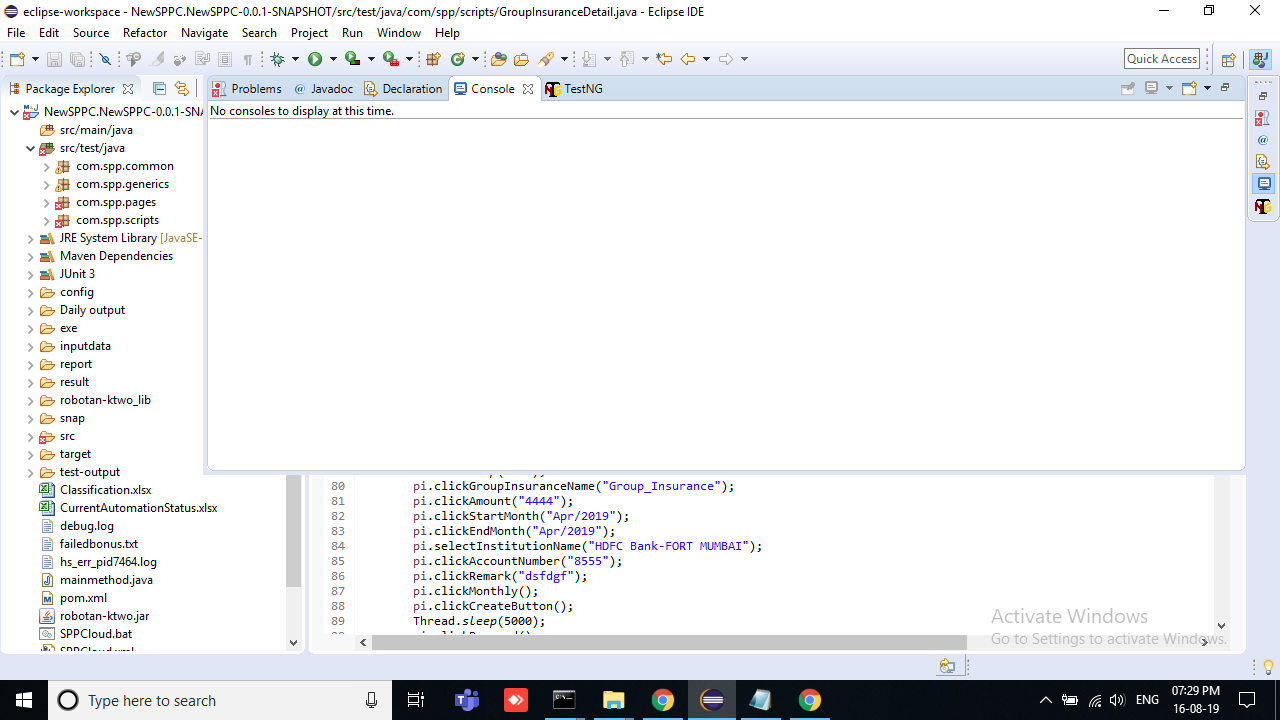 eclipse-workspace - NewSPPC.NewSPPC-0.0.1-SNAPSHOT/src/test/java/com/spp/scripts/GroupInsuranceDetail.java - Eclipse IDE
File Edit Source Refactor Navigate Search Project Run Window Help
Quick Access
Package Explorer
Problems @ Javadoc Declaration Console TestNG
No consoles to display at this time.
NewSPPC.NewSPPC-0.0.1-SNA
src/main/java
src/test/java
com.spp.common
com.spp.generics
com.spp.pages
com.spp.scripts
JRE System Library [JavaSE-
Maven Dependencies
JUnit 3
config
Daily output
exe
inputdata
report
result
robotan-ktwo_lib
snap
src
target
test-output
Classification.xlsx
CurrentAutomationStatus.xlsx
debug.log
failedbonus.txt
hs_err_pid7464.log
mainmethod.java
pom.xml
robotan-ktwo.jar
SPPCloud.bat
SPPCloud.xml
80 pi.clickGroupInsuranceName("Group_Insurance");
81 pi.clickAmount("4444");
82 pi.clickStartMonth("Apr/2019");
83 pi.clickEndMonth("Apr/2019");
84 pi.selectInstitutionName("HDFC Bank-FORT MUMBAI");
85 pi.clickAccountNumber("8555");
86 pi.clickRemark("dsfdgf");
87 pi.clickMonthly();
88 pi.clickCreateButton();
89 Thread.sleep(5000);
Activate Windows
Go to Settings to activate Windows.
Type here to search
ENG
07:29 PM
16-08-19